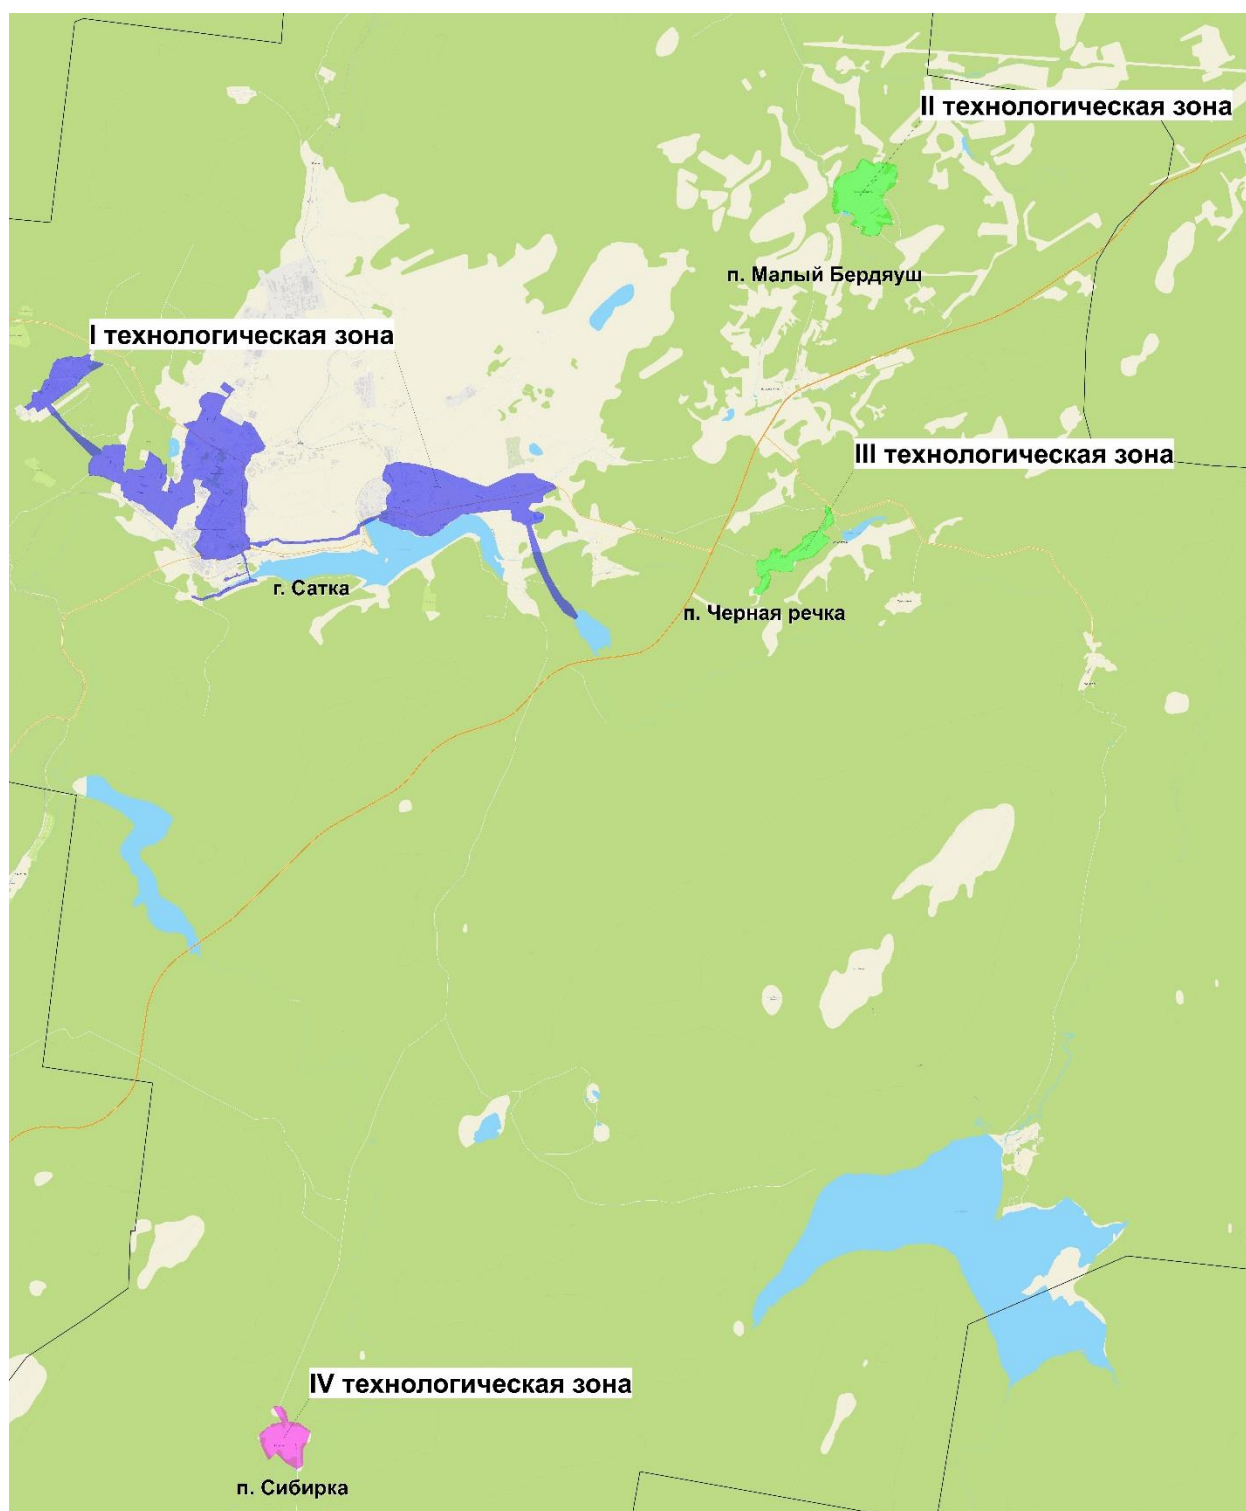 II технологическая зона
п. Малый Бердяуш
I технологическая зона
III технологическая зона
г. Сатка
п. Черная речка
IV технологическая зона
п. Сибирка